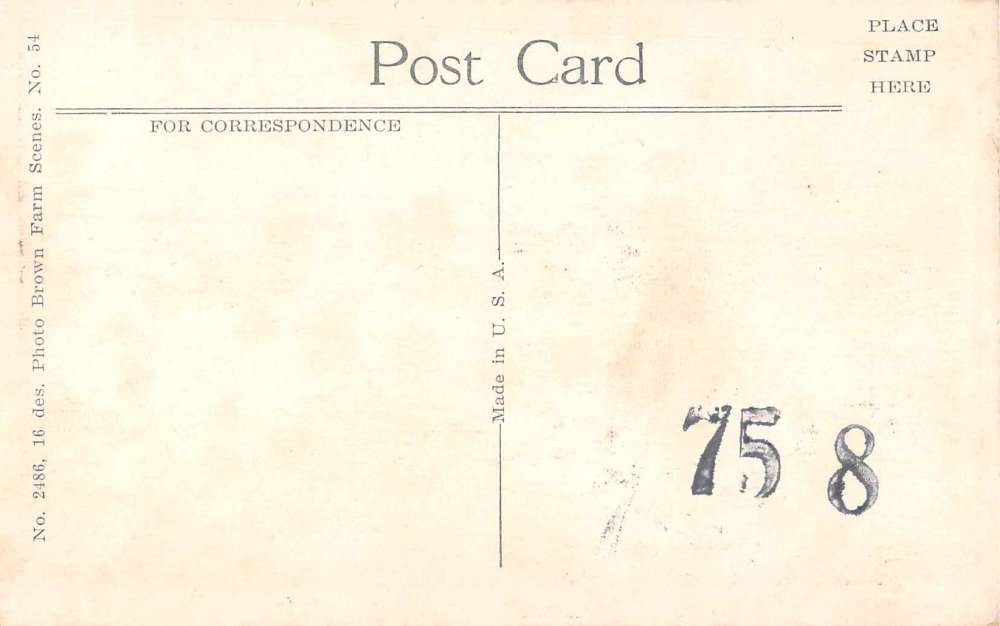 Post Card
PLACE
STAMP
HERE
FOR CORRESPONDENCE
No. 2486, 16 des. Photo Brown Farm Scenes. No. 54
Made in U. S. A.
75 8
7